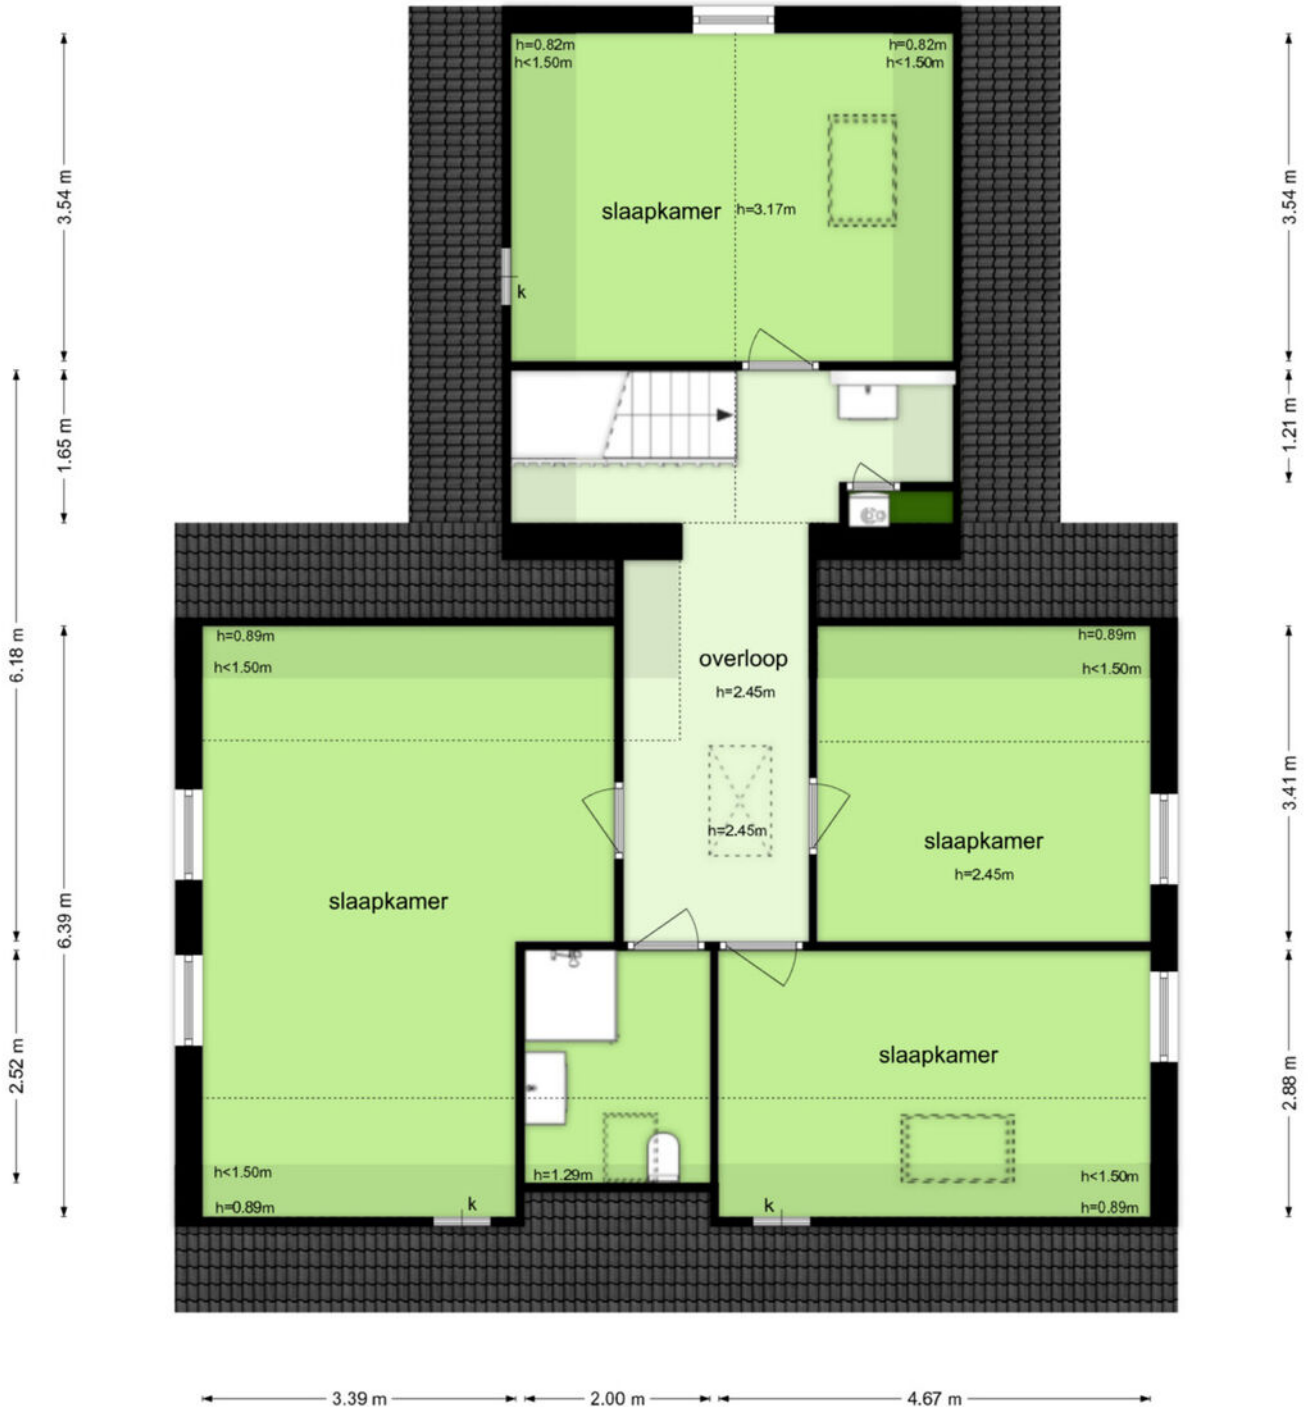 h=0.82m
h<1.50m
h=0.82m
h<1.50m
3.54 m
3.54 m
slaapkamer
h=3.17m
k
1.65 m
1.21 m
6.18 m
h=0.89m
h<1.50m
overloop
h=2.45m
h=0.89m
h<1.50m
3.41 m
h=2.45m
slaapkamer
h=2.45m
slaapkamer
6.39 m
slaapkamer
2.52 m
2.88 m
h<1.50m
h=0.89m
k
h=1.29m
k
h<1.50m
h=0.89m
3.39 m
2.00 m
4.67 m